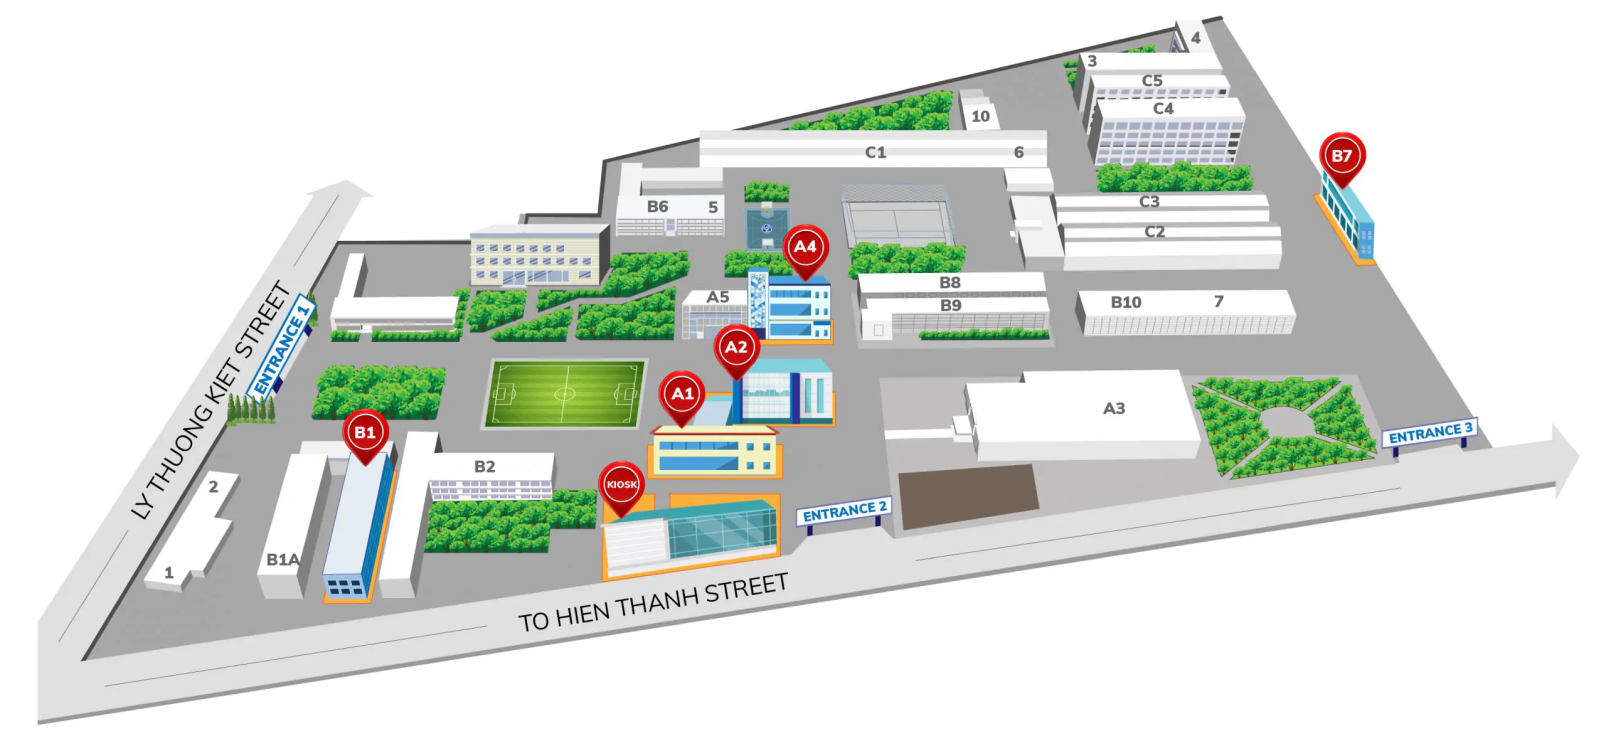 4
3
C5
C4
10
B7
C1
6
C3
B6
5
C2
A4
B8
A5
B10
7
B9
ENTRANCE 1
LY THUONG KIET STREET
A2
A1
A3
B1
ENTRANCE 3
B2
2
KIOSK
ENTRANCE 2
B1A
1
TO HIEN THANH STREET